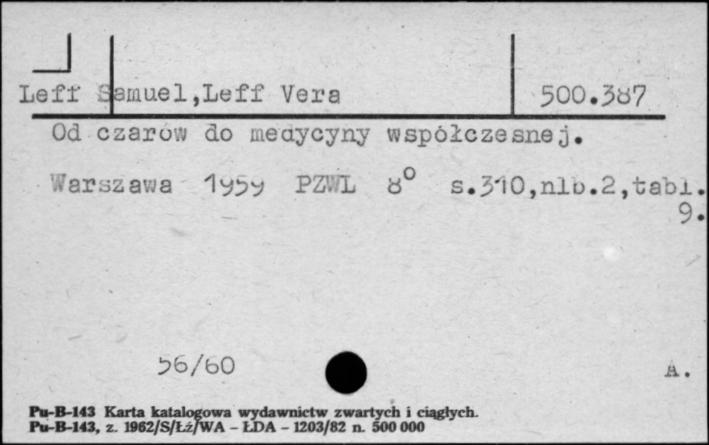 Leff Samuel,Leff Vera 500.387
Od czarów do medycyny współczesnej.
Warszawa 1959 PZWL 8° s.310,nlb.2,tabl.
9.
56/60 A.
Pu-B-143 Karta katalogowa wydawnictw zwartych i ciągłych.
Pu-B-143, z. 1962/S/Łż/WA – ŁDA – 1203/82 n. 500 000